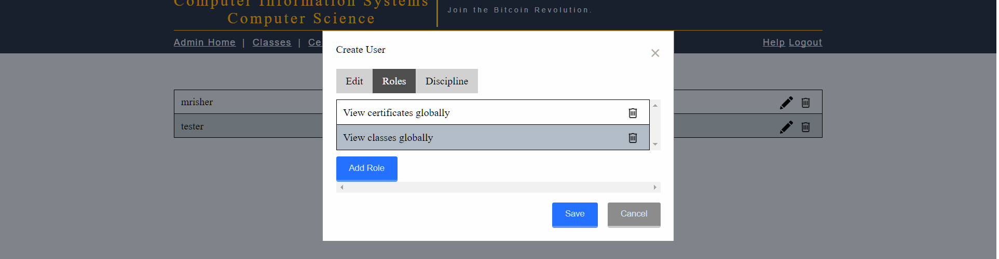 Computer Information Systems
Computer Science
Join the Bitcoin Revolution.
Admin Home | Classes | Ce
Help Logout
Create User
×
Edit Roles Discipline
mrisher
tester
View certificates globally
View classes globally
Add Role
Save Cancel